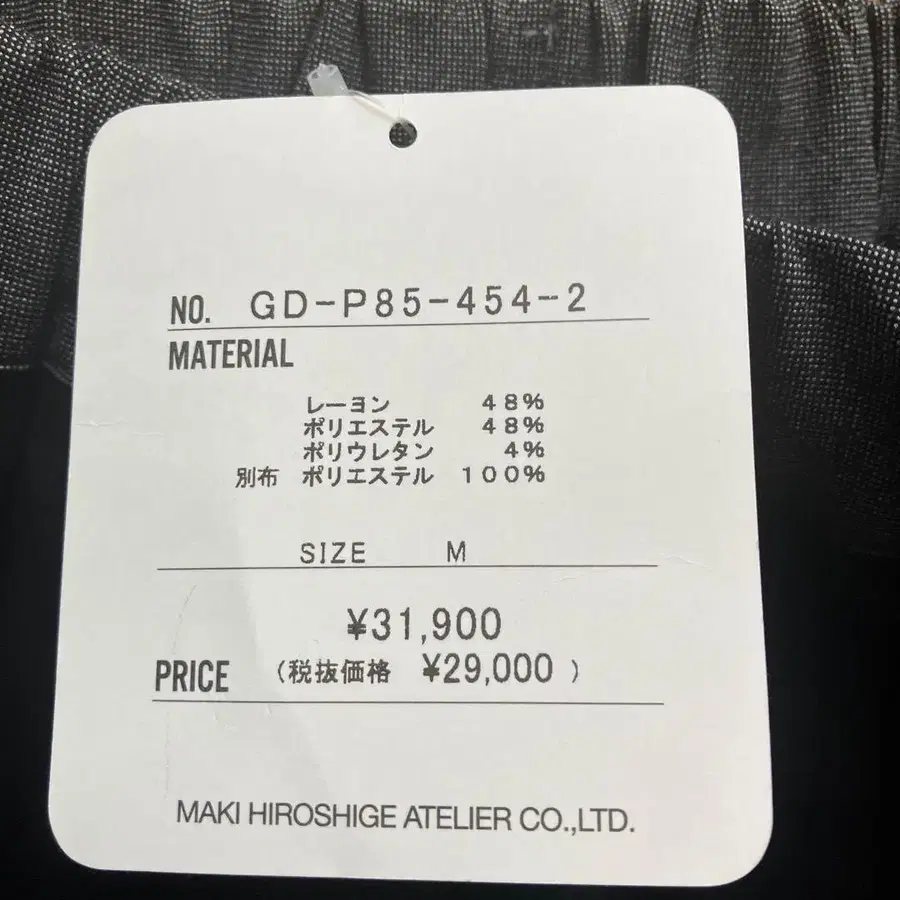 NO. GD-P85-454-2
MATERIAL
レーヨン 48%
ポリエステル 48%
ポリウレタン 4%
別布 ポリエステル 100%
SIZE M
¥31,900
PRICE (税抜価格 ¥29,000 )
MAKI HIROSHIGE ATELIER CO.,LTD.